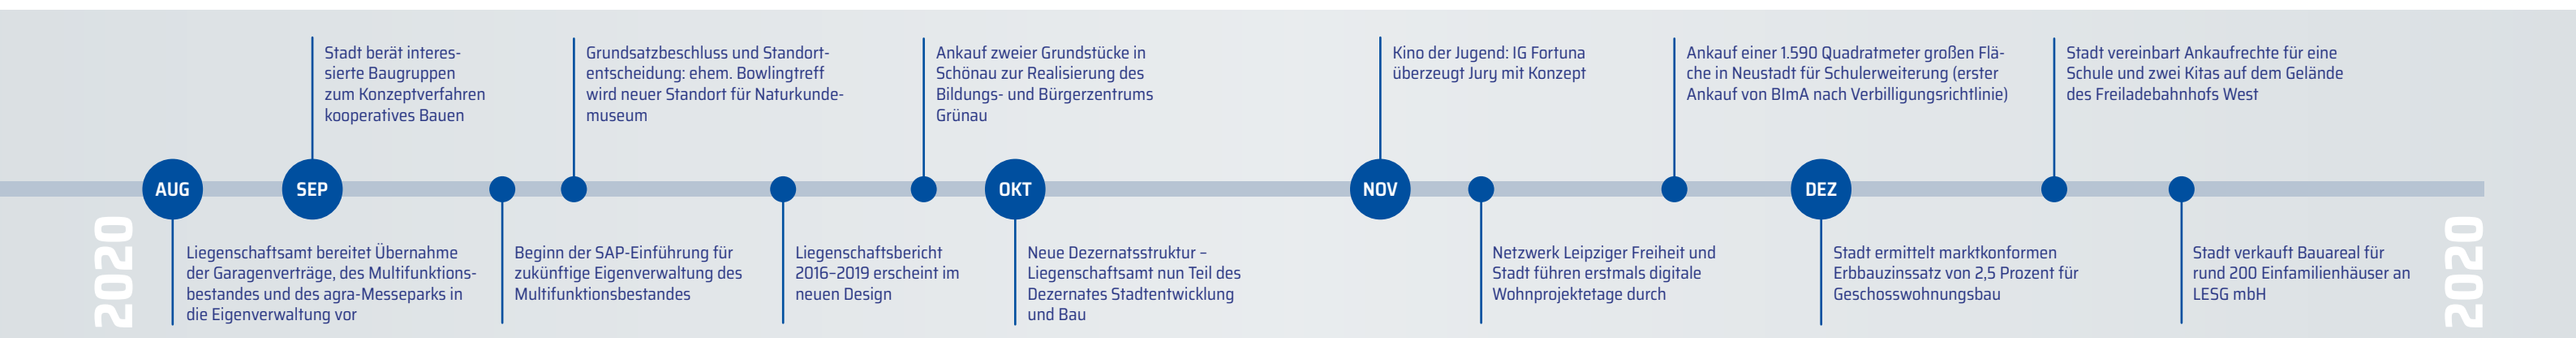 Stadt berät interes-
sierte Baugruppen
zum Konzeptverfahren
kooperatives Bauen
Grundsatzbeschluss und Standort-
entscheidung: ehem. Bowlingtreff
wird neuer Standort für Naturkunde-
museum
Ankauf zweier Grundstücke in
Schönau zur Realisierung des
Bildungs- und Bürgerzentrums
Grünau
Kino der Jugend: IG Fortuna
überzeugt Jury mit Konzept
Ankauf einer 1.590 Quadratmeter großen Flä-
che in Neustadt für Schulerweiterung (erster
Ankauf von BImA nach Verbilligungsrichtlinie)
Stadt vereinbart Ankaufrechte für eine
Schule und zwei Kitas auf dem Gelände
des Freiladebahnhofs West
AUG
SEP
OKT
NOV
DEZ
2020
Liegenschaftsamt bereitet Übernahme
der Garagenverträge, des Multifunktions-
bestandes und des agra-Messeparks in
die Eigenverwaltung vor
Beginn der SAP-Einführung für
zukünftige Eigenverwaltung des
Multifunktionsbestandes
Liegenschaftsbericht
2016–2019 erscheint im
neuen Design
Neue Dezernatsstruktur –
Liegenschaftsamt nun Teil des
Dezernates Stadtentwicklung
und Bau
Netzwerk Leipziger Freiheit und
Stadt führen erstmals digitale
Wohnprojektetage durch
Stadt ermittelt marktkonformen
Erbbauzinssatz von 2,5 Prozent für
Geschosswohnungsbau
Stadt verkauft Bauareal für
rund 200 Einfamilienhäuser an
LESG mbH
2020